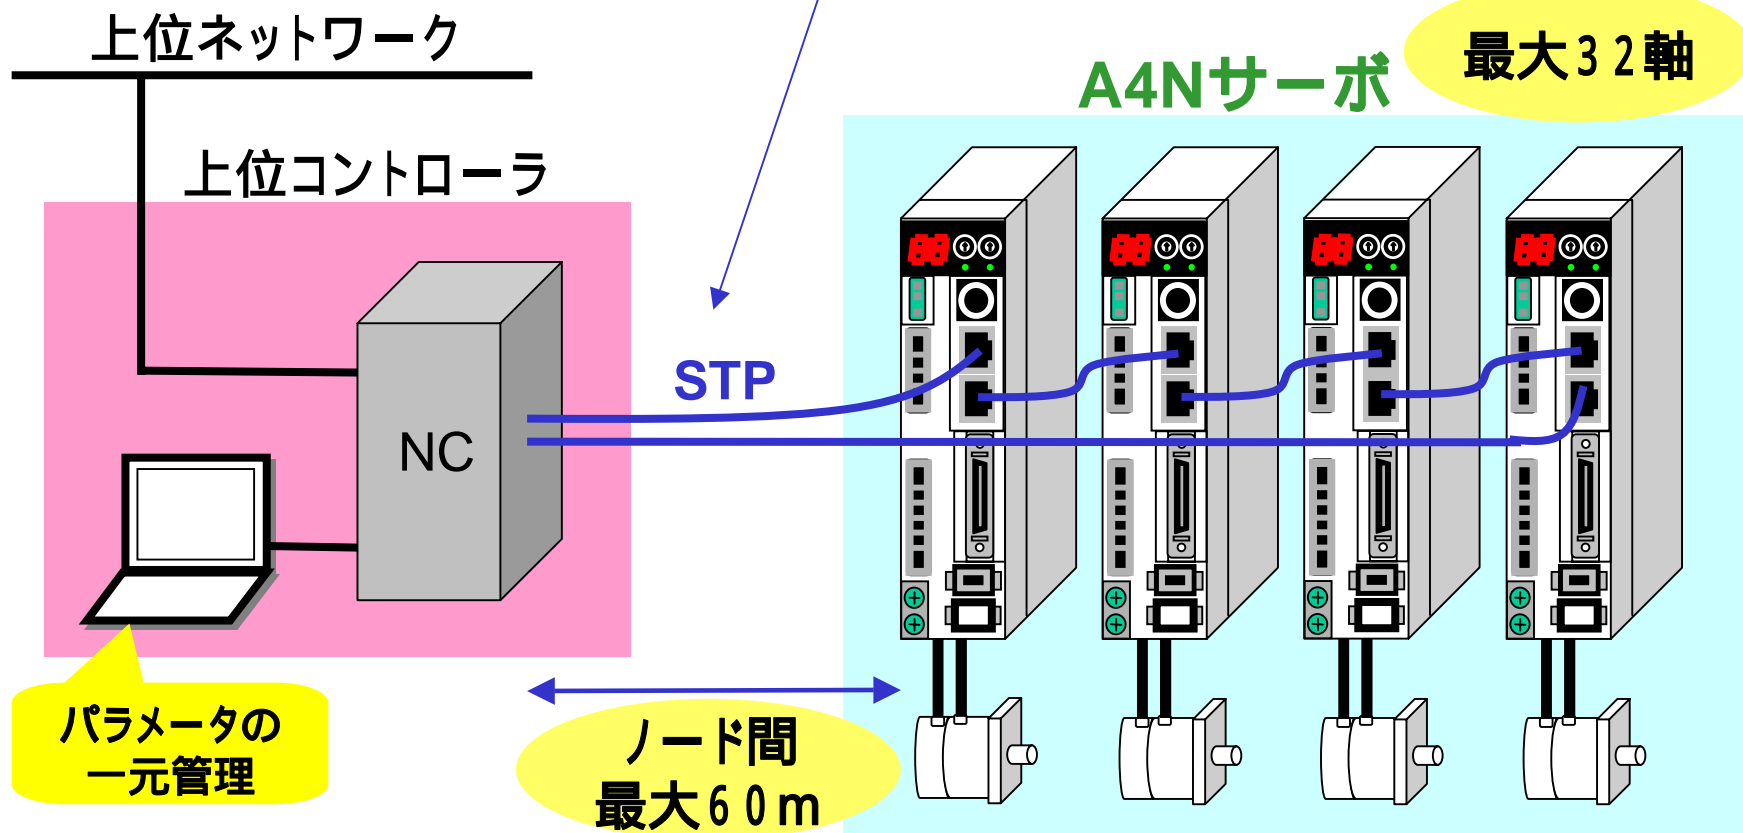 上位ネットワーク
最大３２軸
A4Nサーボ
上位コントローラ
STP
NC
パラメータの
一元管理
ノード間
最大６０ｍ